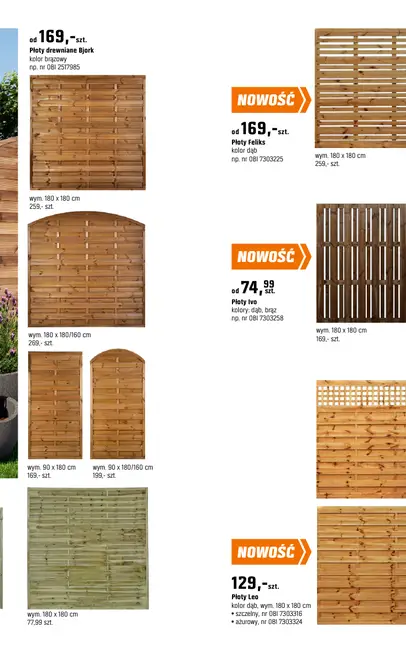 od 169,-szt.
Płoty drewniane Bjork
kolor brązowy
np. nr OBI 2517985
wym. 180 x 180 cm
259,- szt.
wym. 180 x 180/160 cm
269,- szt.
wym. 90 x 180 cm
169,- szt.
wym. 90 x 180/160 cm
199,- szt.
wym. 180 x 180 cm
77,99 szt.
NOWOŚĆ
od 169,-szt.
Płoty Feliks
kolor dąb
np. nr OBI 7303225
wym. 180 x 180 cm
259,- szt.
NOWOŚĆ
od 74,99 szt.
Płoty Ivo
kolory: dąb, brąz
np. nr OBI 7303258
wym. 180 x 180 cm
169,- szt.
NOWOŚĆ
129,-szt.
Płoty Leo
kolor dąb, wym. 180 x 180 cm
• szczelny, nr OBI 7303316
• ażurowy, nr OBI 7303324